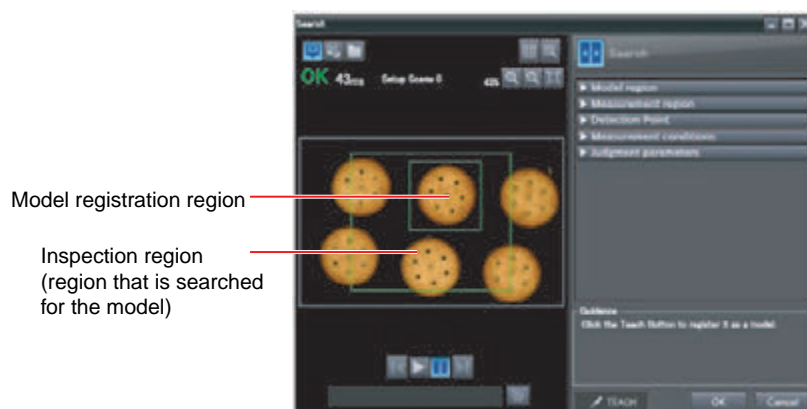 Search
OK 43ms Setup Scene 0
Search
Model region
Measurement region
Detection Point
Measurement conditions
Judgment parameters
Model registration region
Inspection region
(region that is searched
for the model)
Guidance
Click the Teach Button to register it as a model.
TEACH OK Cancel